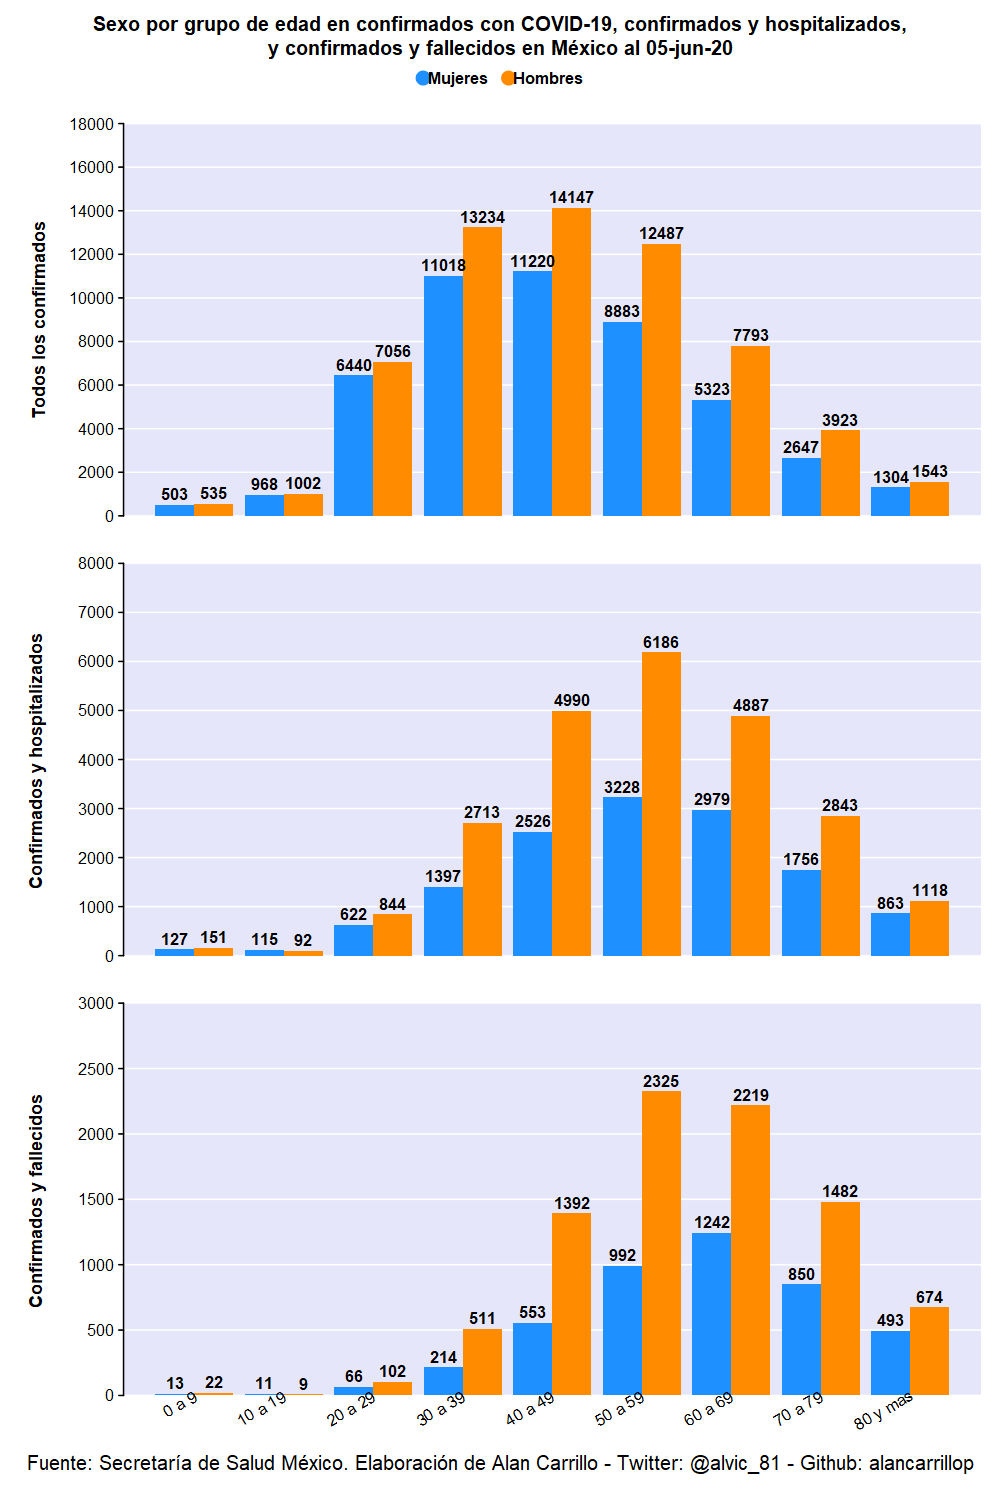 Sexo por grupo de edad en confirmados con COVID-19, confirmados y hospitalizados,
y confirmados y fallecidos en México al 05-jun-20
Mujeres Hombres
Todos los confirmados
18000
16000
14000
12000
10000
8000
6000
4000
2000
0
503 535 968 1002 6440 7056 11018 13234 11220 14147 8883 12487 5323 7793 2647 3923 1304 1543
Confirmados y hospitalizados
8000
7000
6000
5000
4000
3000
2000
1000
0
127 151 115 92 622 844 1397 2713 2526 4990 3228 6186 2979 4887 1756 2843 863 1118
Confirmados y fallecidos
3000
2500
2000
1500
1000
500
0
13 22 11 9 66 102 214 511 553 1392 992 2325 1242 2219 850 1482 493 674
0 a 9 10 a 19 20 a 29 30 a 39 40 a 49 50 a 59 60 a 69 70 a 79 80 y mas
Fuente: Secretaría de Salud México. Elaboración de Alan Carrillo - Twitter: @alvic_81 - Github: alancarrillop